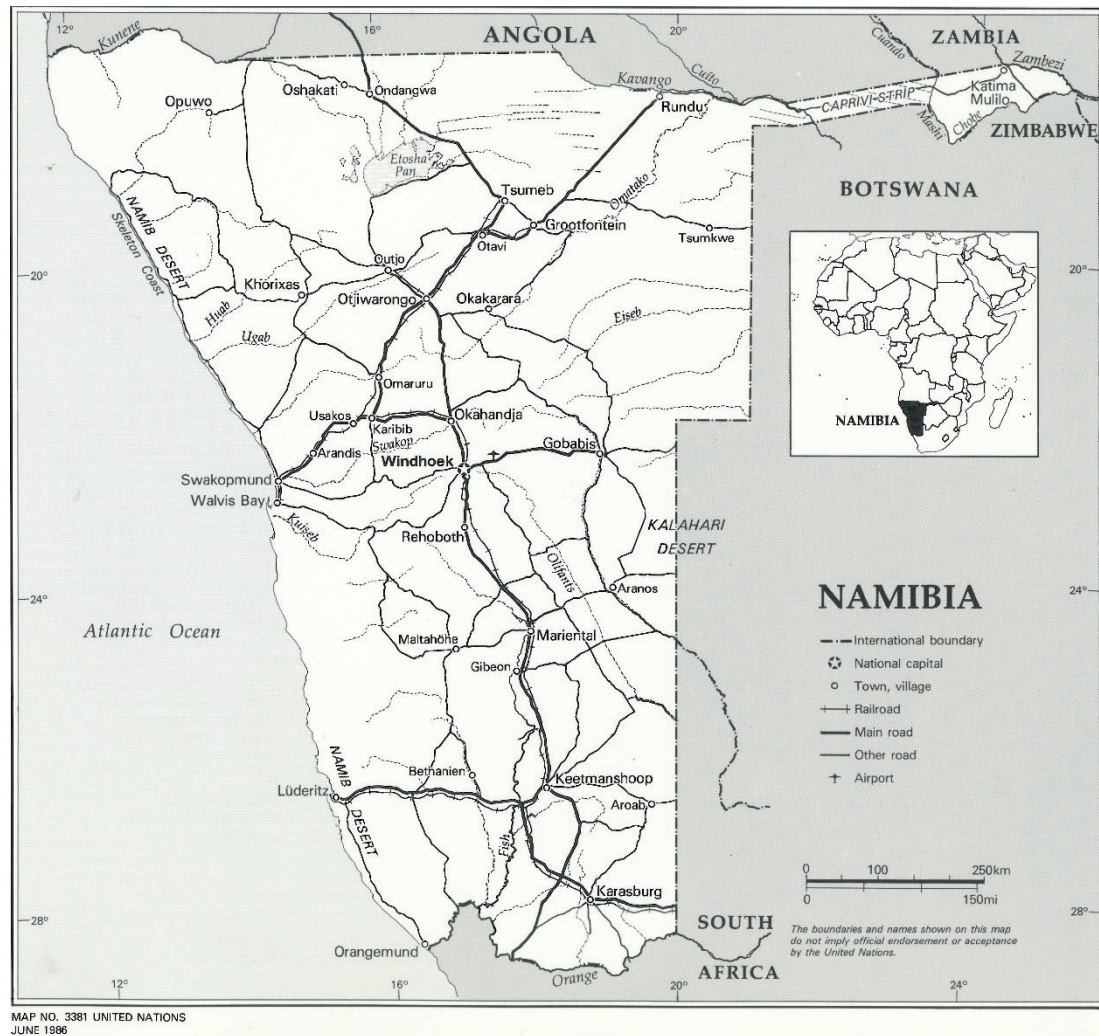 12°
16°
20°
Kunene
ANGOLA
ZAMBIA
Cuando
Zambezi
Oshakati
Ondangwa
Kavango
Cuito
Opuwo
Rundu
CAPRIVI STRIP
Katima
Mulilo
Mashi
Chobe
ZIMBABWE
Etosha
Pan
BOTSWANA
Tsumeb
Omatako
NAMIB DESERT
Skeleton Coast
Grootfontein
Otavi
Tsumkwe
Outjo
20°
20°
Khorixas
Otjiwarongo
Okakarara
Huab
Ugab
Eiseb
Omaruru
Usakos
Karibib
Okahandja
NAMIBIA
Swakop
Gobabis
Arandis
Windhoek
Swakopmund
Walvis Bay
Kuiseb
Rehoboth
KALAHARI
DESERT
Olifants
24°
Aranos
24°
NAMIBIA
Atlantic Ocean
Maltahöhe
Mariental
Gibeon
International boundary
National capital
Town, village
Railroad
Main road
Other road
Airport
NAMIB
DESERT
Bethanien
Keetmanshoop
Lüderitz
Aroab
Fish
0 100 250km
0 150mi
Karasburg
28°
28°
SOUTH
AFRICA
The boundaries and names shown on this map
do not imply official endorsement or acceptance
by the United Nations.
Orangemund
Orange
12°
16°
20°
24°
MAP NO. 3381 UNITED NATIONS
JUNE 1986